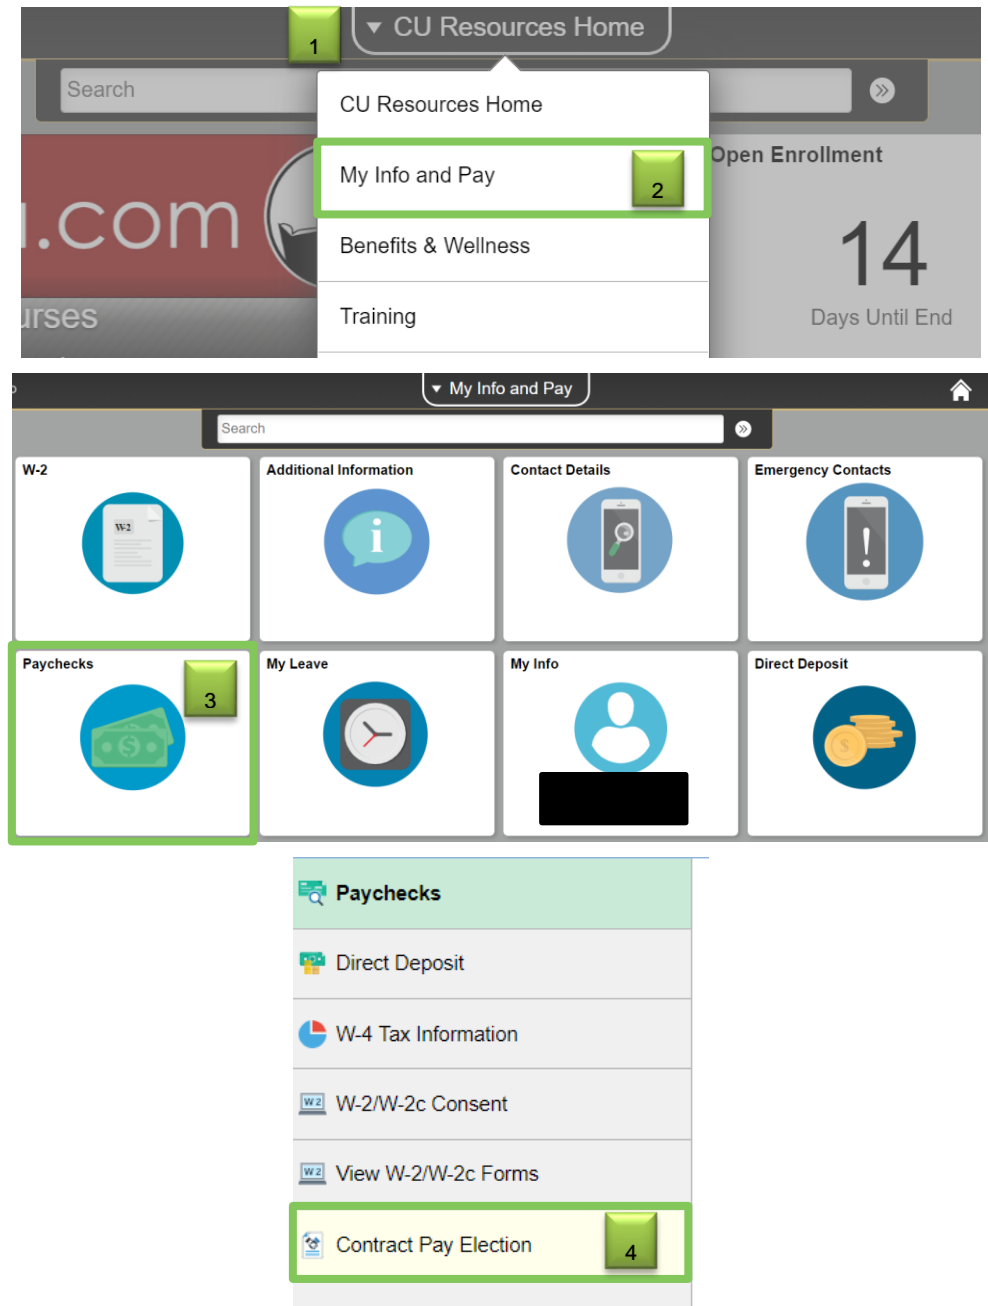 1
▼ CU Resources Home
Search
CU Resources Home
My Info and Pay
2
Open Enrollment
.com
Benefits & Wellness
14
urses
Training
Days Until End
▼ My Info and Pay
Search
W-2
Additional Information
Contact Details
Emergency Contacts
W-2
i
!
Paychecks
3
My Leave
My Info
Direct Deposit
$
$
Paychecks
Direct Deposit
W-4 Tax Information
W2
W-2/W-2c Consent
W2
View W-2/W-2c Forms
Contract Pay Election
4